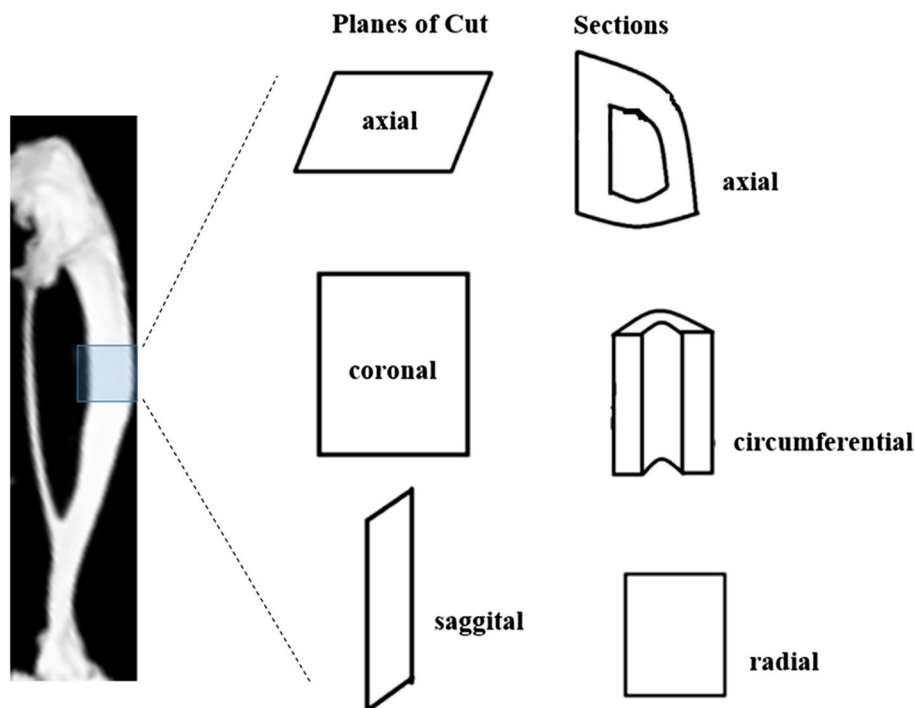 Planes of Cut
Sections
axial
axial
coronal
circumferential
saggital
radial